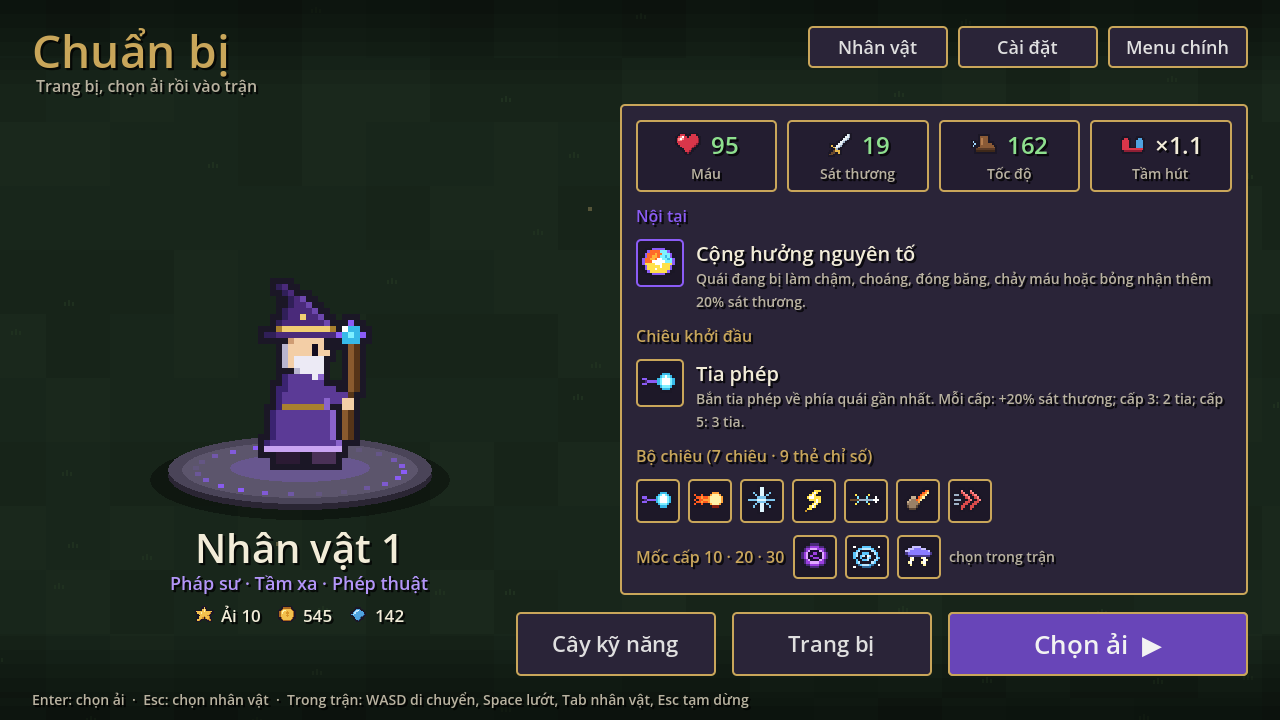 Chuẩn bị
Trang bị, chọn ải rồi vào trận
Nhân vật
Cài đặt
Menu chính
95
Máu
19
Sát thương
162
Tốc độ
×1.1
Tầm hút
Nội tại
Cộng hưởng nguyên tố
Quái đang bị làm chậm, choáng, đóng băng, chảy máu hoặc bỏng nhận thêm
20% sát thương.
Chiêu khởi đầu
Tia phép
Bắn tia phép về phía quái gần nhất. Mỗi cấp: +20% sát thương; cấp 3: 2 tia; cấp
5: 3 tia.
Bộ chiêu (7 chiêu · 9 thẻ chỉ số)
Mốc cấp 10 · 20 · 30
chọn trong trận
Nhân vật 1
Pháp sư · Tầm xa · Phép thuật
Ải 10 545 142
Cây kỹ năng
Trang bị
Chọn ải ▶
Enter: chọn ải · Esc: chọn nhân vật · Trong trận: WASD di chuyển, Space lướt, Tab nhân vật, Esc tạm dừng